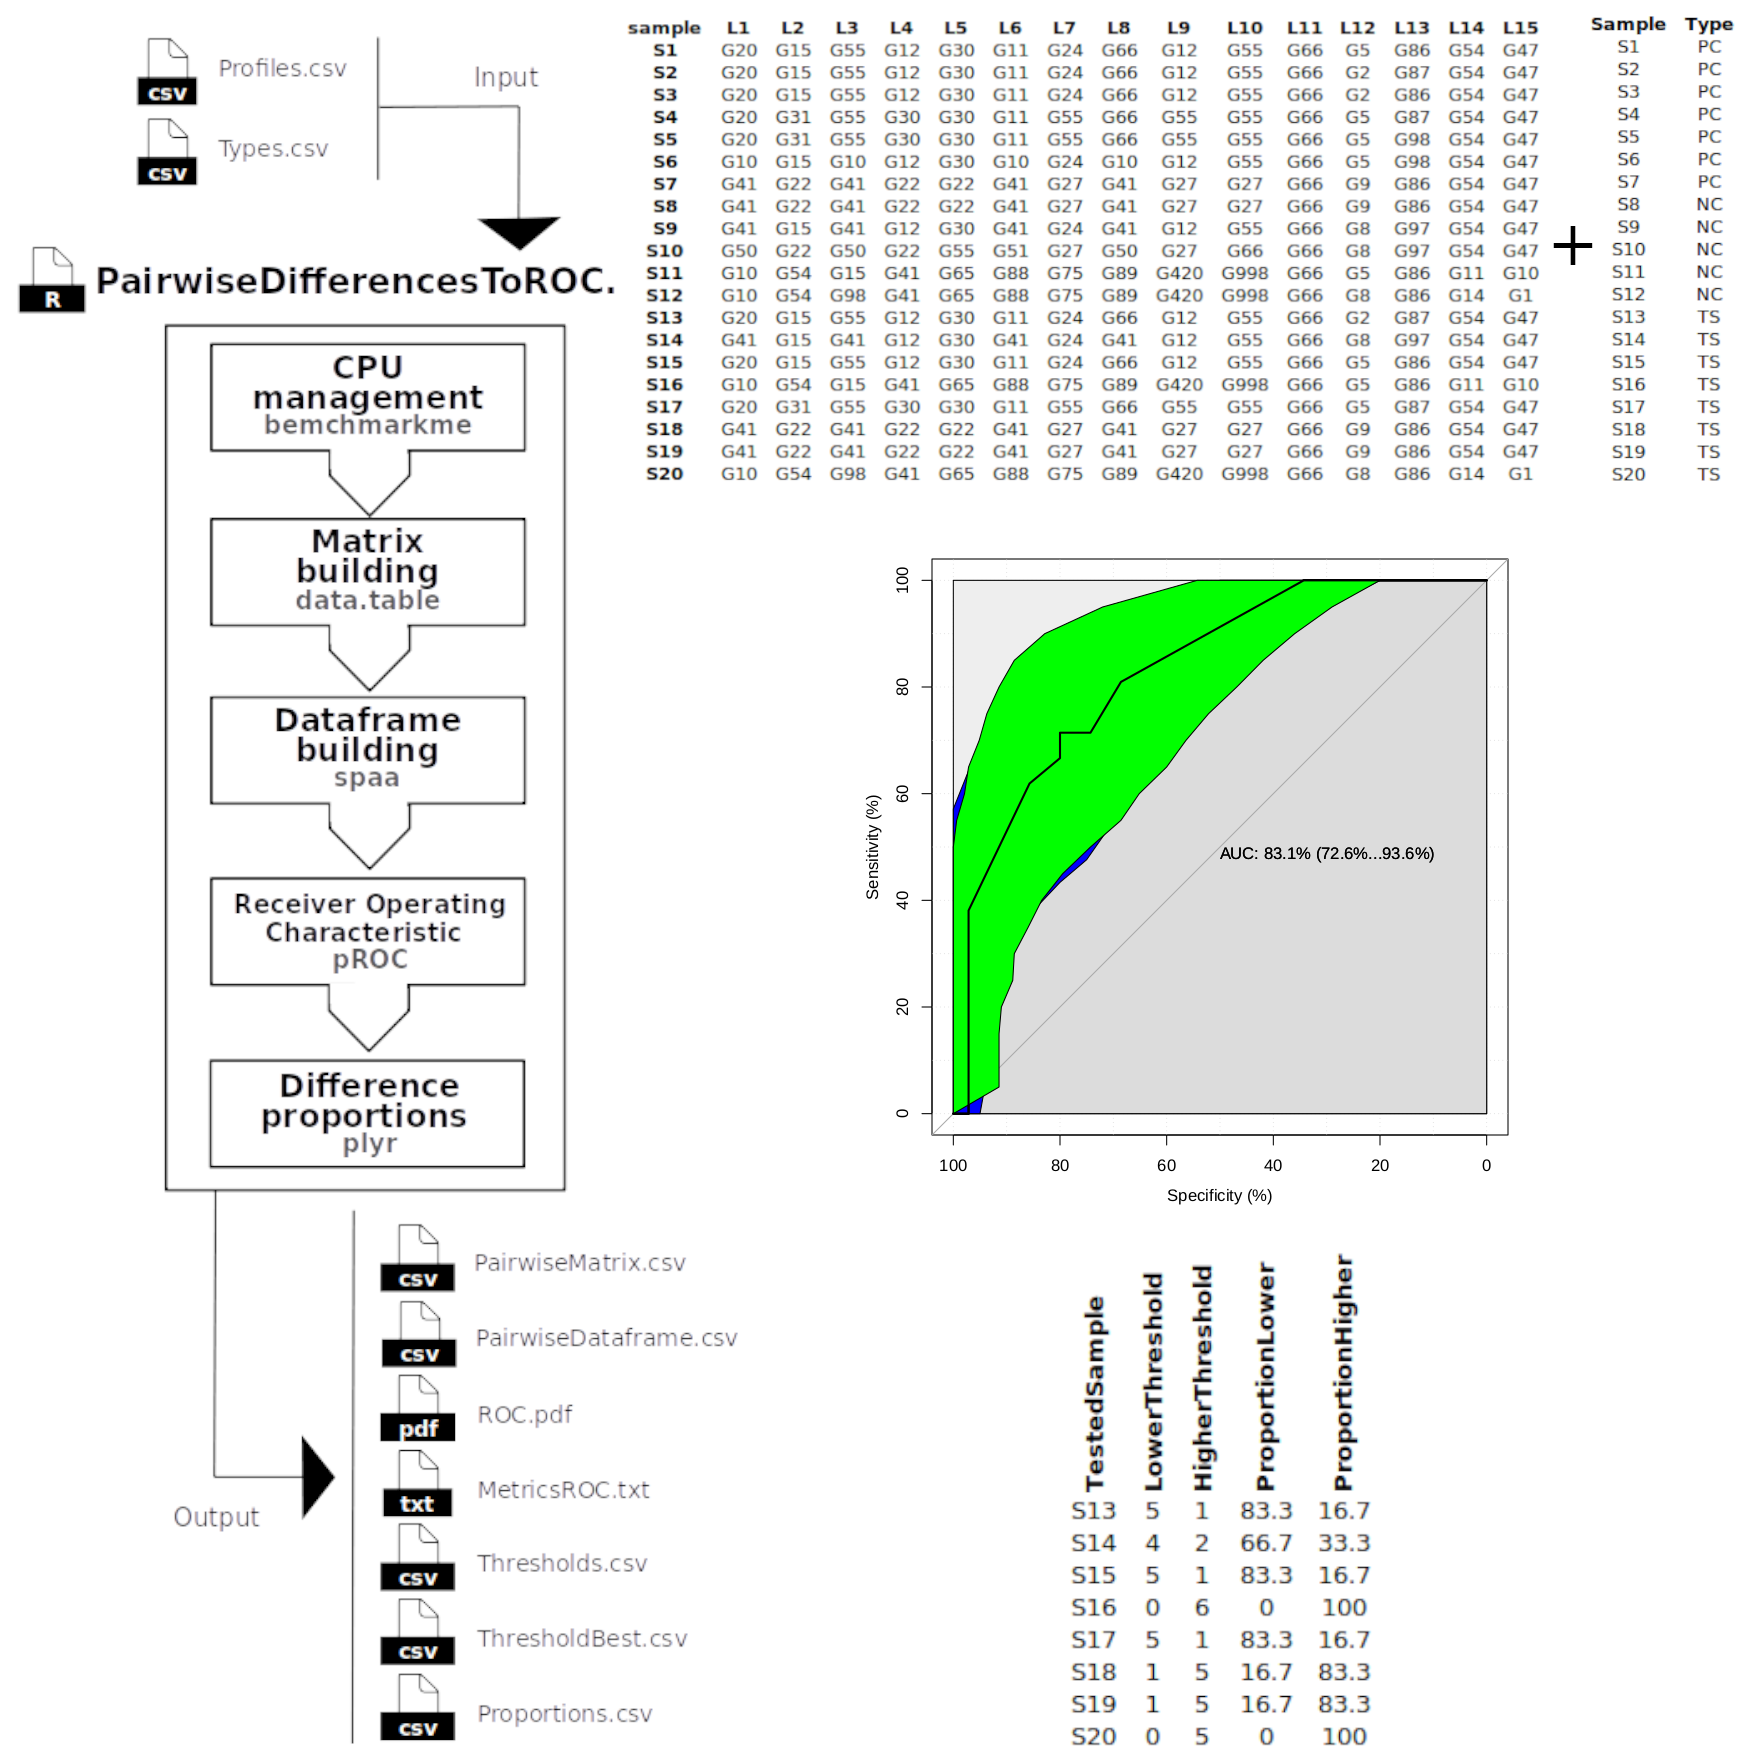 csv Profiles.csv
csv Types.csv
Input
R PairwiseDifferencesToROC.
CPU
management
bemchmarkme
Matrix
building
data.table
Dataframe
building
spaa
Receiver Operating
Characteristic
pROC
Difference
proportions
plyr
Output
csv PairwiseMatrix.csv
csv PairwiseDataframe.csv
pdf ROC.pdf
txt MetricsROC.txt
csv Thresholds.csv
csv ThresholdBest.csv
csv Proportions.csv
sample L1 L2 L3 L4 L5 L6 L7 L8 L9 L10 L11 L12 L13 L14 L15
S1 G20 G15 G55 G12 G30 G11 G24 G66 G12 G55 G66 G5 G86 G54 G47
S2 G20 G15 G55 G12 G30 G11 G24 G66 G12 G55 G66 G2 G87 G54 G47
S3 G20 G15 G55 G12 G30 G11 G24 G66 G12 G55 G66 G2 G86 G54 G47
S4 G20 G31 G55 G30 G30 G11 G55 G66 G55 G55 G66 G5 G87 G54 G47
S5 G20 G31 G55 G30 G30 G11 G55 G66 G55 G55 G66 G5 G98 G54 G47
S6 G10 G15 G10 G12 G30 G10 G24 G10 G12 G55 G66 G5 G98 G54 G47
S7 G41 G22 G41 G22 G22 G41 G27 G41 G27 G27 G66 G9 G86 G54 G47
S8 G41 G22 G41 G22 G22 G41 G27 G41 G27 G27 G66 G9 G86 G54 G47
S9 G41 G15 G41 G12 G30 G41 G24 G41 G12 G55 G66 G8 G97 G54 G47
S10 G50 G22 G50 G22 G55 G51 G27 G50 G27 G66 G66 G8 G97 G54 G47
S11 G10 G54 G15 G41 G65 G88 G75 G89 G420 G998 G66 G5 G86 G11 G10
S12 G10 G54 G98 G41 G65 G88 G75 G89 G420 G998 G66 G8 G86 G14 G1
S13 G20 G15 G55 G12 G30 G11 G24 G66 G12 G55 G66 G2 G87 G54 G47
S14 G41 G15 G41 G12 G30 G41 G24 G41 G12 G55 G66 G8 G97 G54 G47
S15 G20 G15 G55 G12 G30 G11 G24 G66 G12 G55 G66 G5 G86 G54 G47
S16 G10 G54 G15 G41 G65 G88 G75 G89 G420 G998 G66 G5 G86 G11 G10
S17 G20 G31 G55 G30 G30 G11 G55 G66 G55 G55 G66 G5 G87 G54 G47
S18 G41 G22 G41 G22 G22 G41 G27 G41 G27 G27 G66 G9 G86 G54 G47
S19 G41 G22 G41 G22 G22 G41 G27 G41 G27 G27 G66 G9 G86 G54 G47
S20 G10 G54 G98 G41 G65 G88 G75 G89 G420 G998 G66 G8 G86 G14 G1
+
Sample Type
S1 PC
S2 PC
S3 PC
S4 PC
S5 PC
S6 PC
S7 PC
S8 NC
S9 NC
S10 NC
S11 NC
S12 NC
S13 TS
S14 TS
S15 TS
S16 TS
S17 TS
S18 TS
S19 TS
S20 TS
Sensitivity (%)
100
80
60
40
20
0
AUC: 83.1% (72.6%...93.6%)
100 80 60 40 20 0
Specificity (%)
TestedSample LowerThreshold HigherThreshold ProportionLower ProportionHigher
S13 5 1 83.3 16.7
S14 4 2 66.7 33.3
S15 5 1 83.3 16.7
S16 0 6 0 100
S17 5 1 83.3 16.7
S18 1 5 16.7 83.3
S19 1 5 16.7 83.3
S20 0 5 0 100